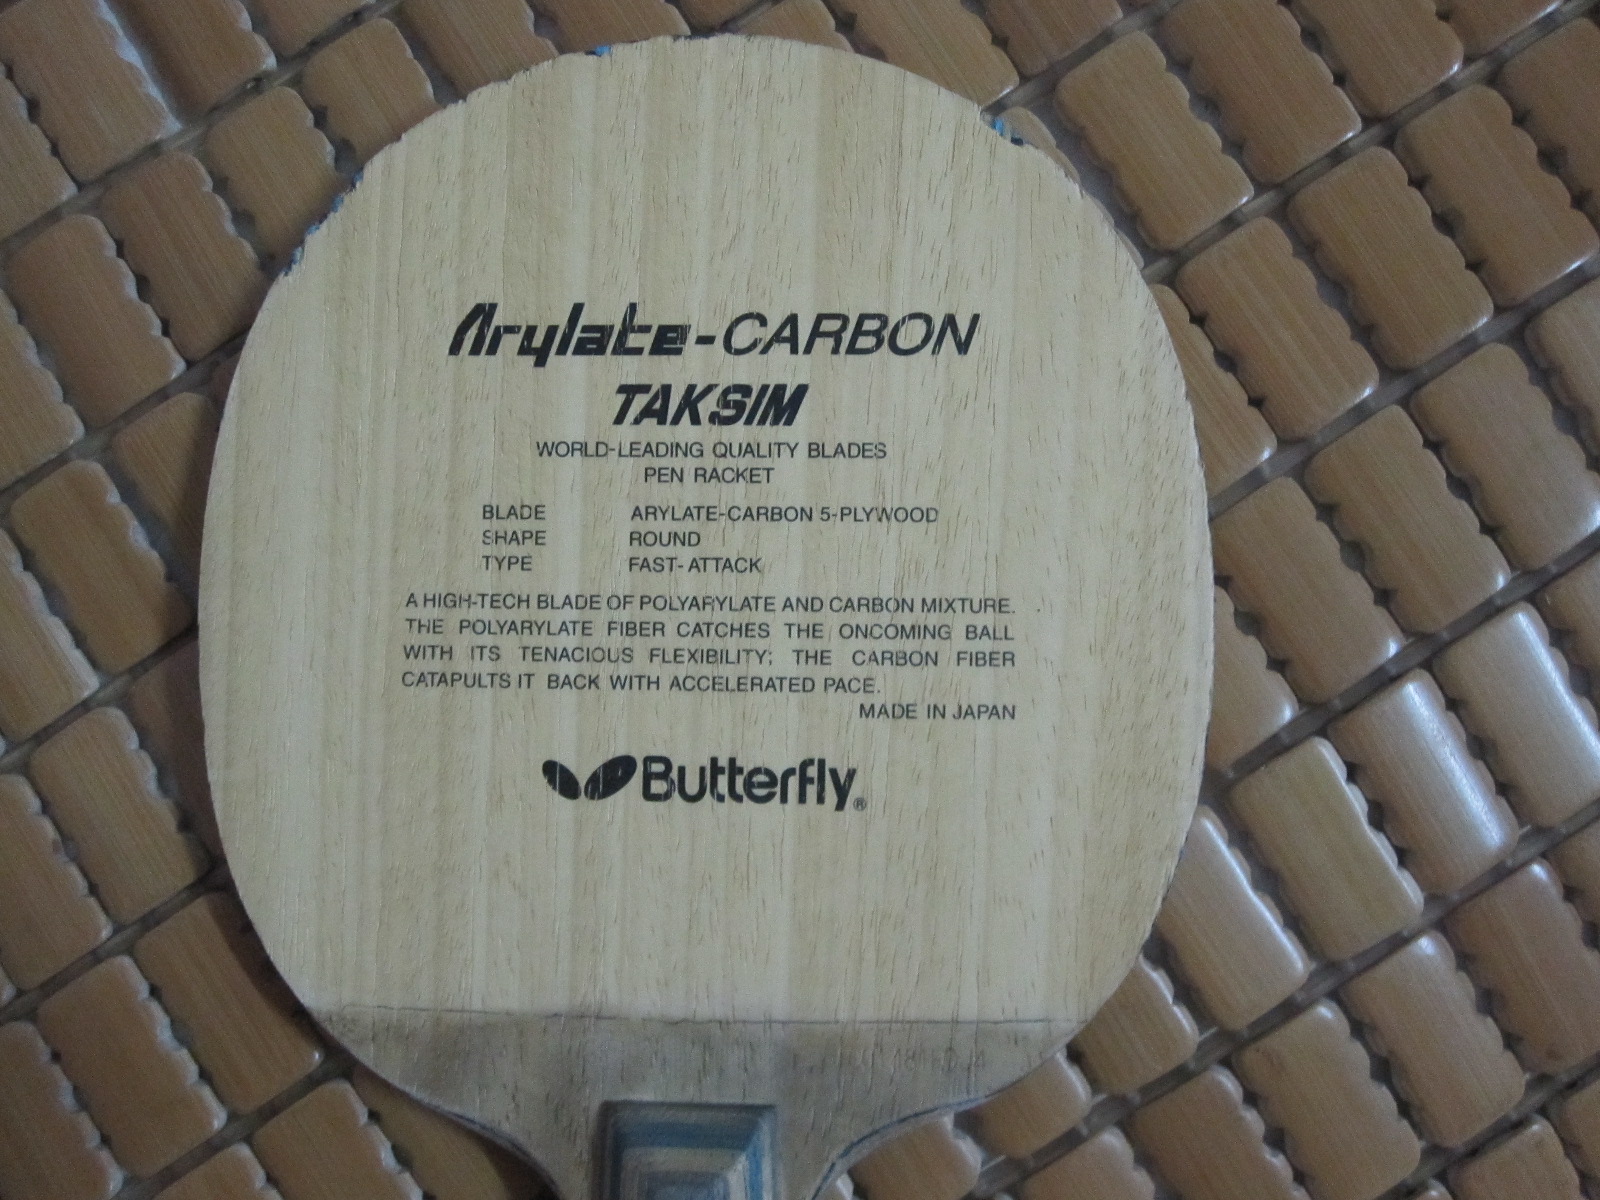 Arylate-CARBON
TAKSIM
WORLD-LEADING QUALITY BLADES
PEN RACKET
BLADE ARYLATE-CARBON 5-PLYWOOD
SHAPE ROUND
TYPE FAST-ATTACK
A HIGH-TECH BLADE OF POLYARYLATE AND CARBON MIXTURE.
THE POLYARYLATE FIBER CATCHES THE ONCOMING BALL
WITH ITS TENACIOUS FLEXIBILITY; THE CARBON FIBER
CATAPULTS IT BACK WITH ACCELERATED PACE.
MADE IN JAPAN
Butterfly®